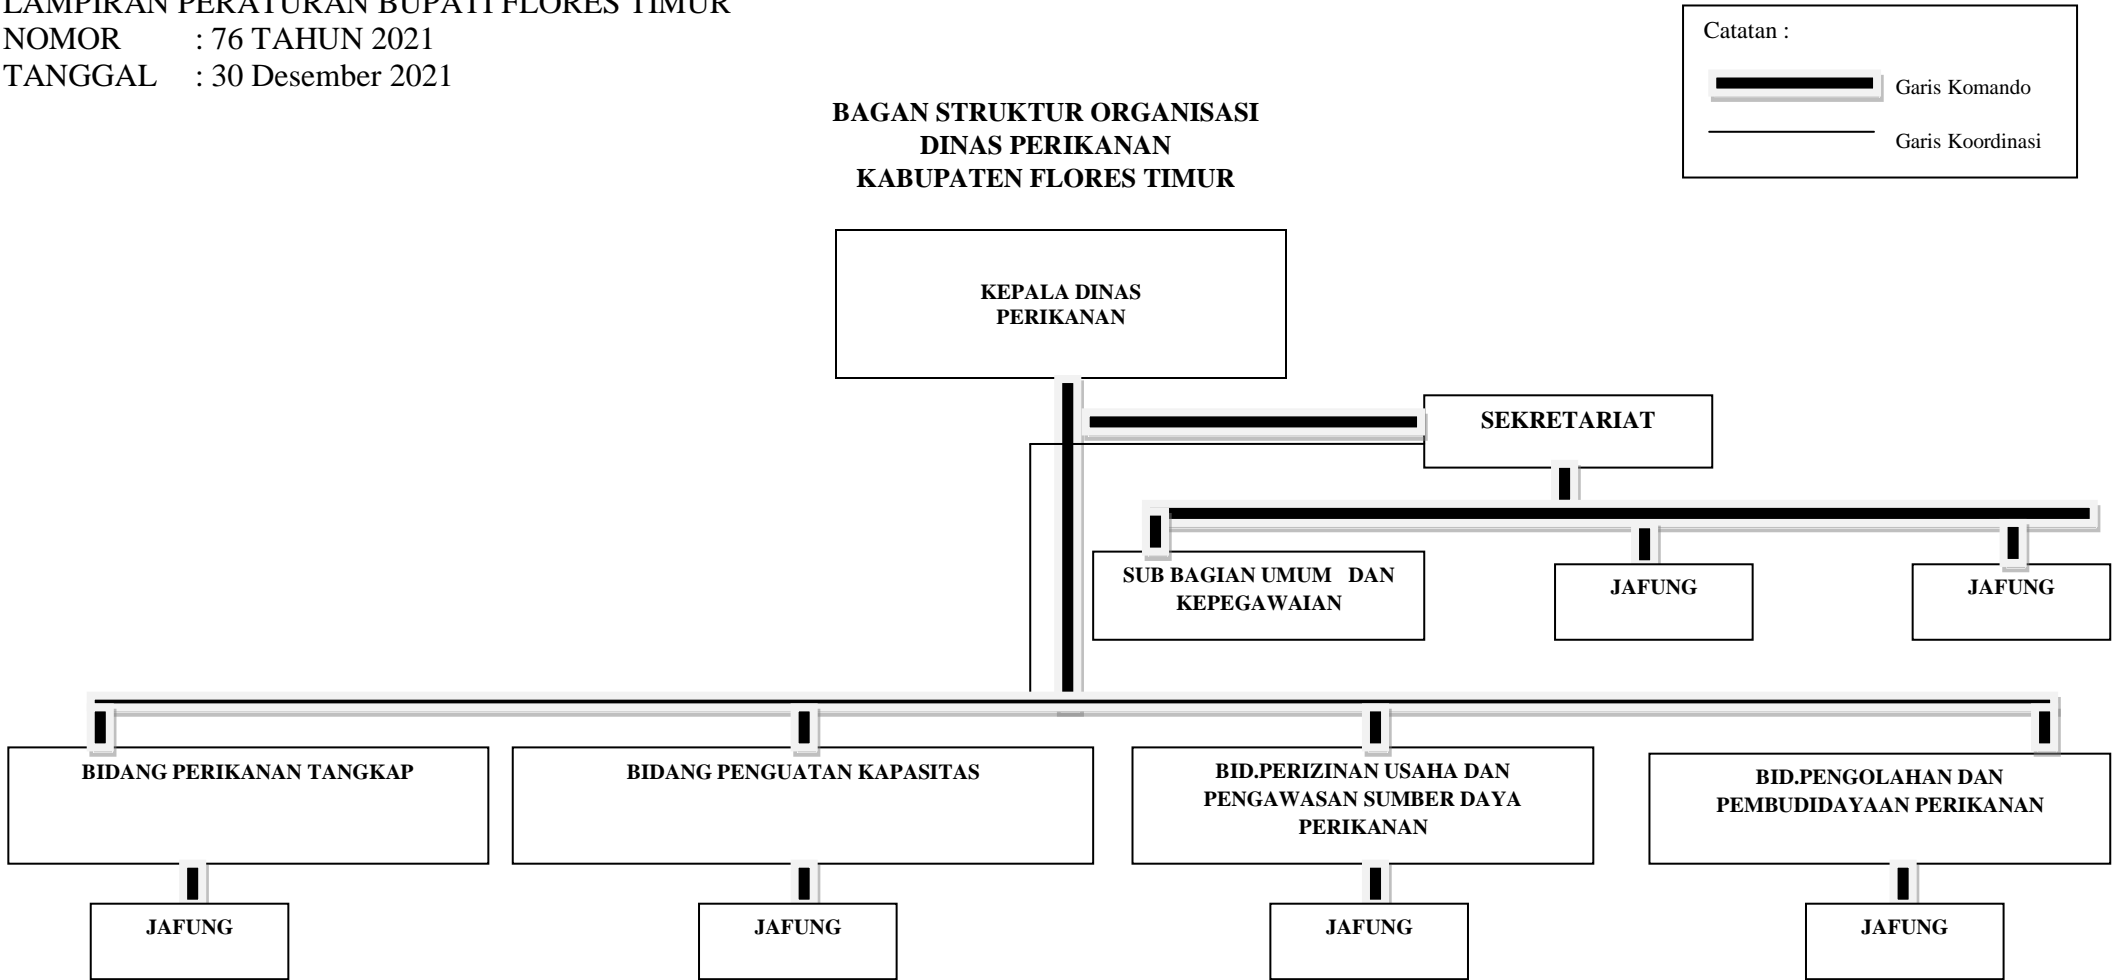 LAMPIRAN PERATURAN BUPATI FLORES TIMUR
NOMOR : 76 TAHUN 2021
TANGGAL : 30 Desember 2021
Catatan :
Garis Komando
Garis Koordinasi
BAGAN STRUKTUR ORGANISASI
DINAS PERIKANAN
KABUPATEN FLORES TIMUR
KEPALA DINAS
PERIKANAN
SEKRETARIAT
SUB BAGIAN UMUM DAN
KEPEGAWAIAN
JAFUNG
JAFUNG
BIDANG PERIKANAN TANGKAP
BIDANG PENGUATAN KAPASITAS
BID.PERIZINAN USAHA DAN
PENGAWASAN SUMBER DAYA
PERIKANAN
BID.PENGOLAHAN DAN
PEMBUDIDAYAAN PERIKANAN
JAFUNG
JAFUNG
JAFUNG
JAFUNG